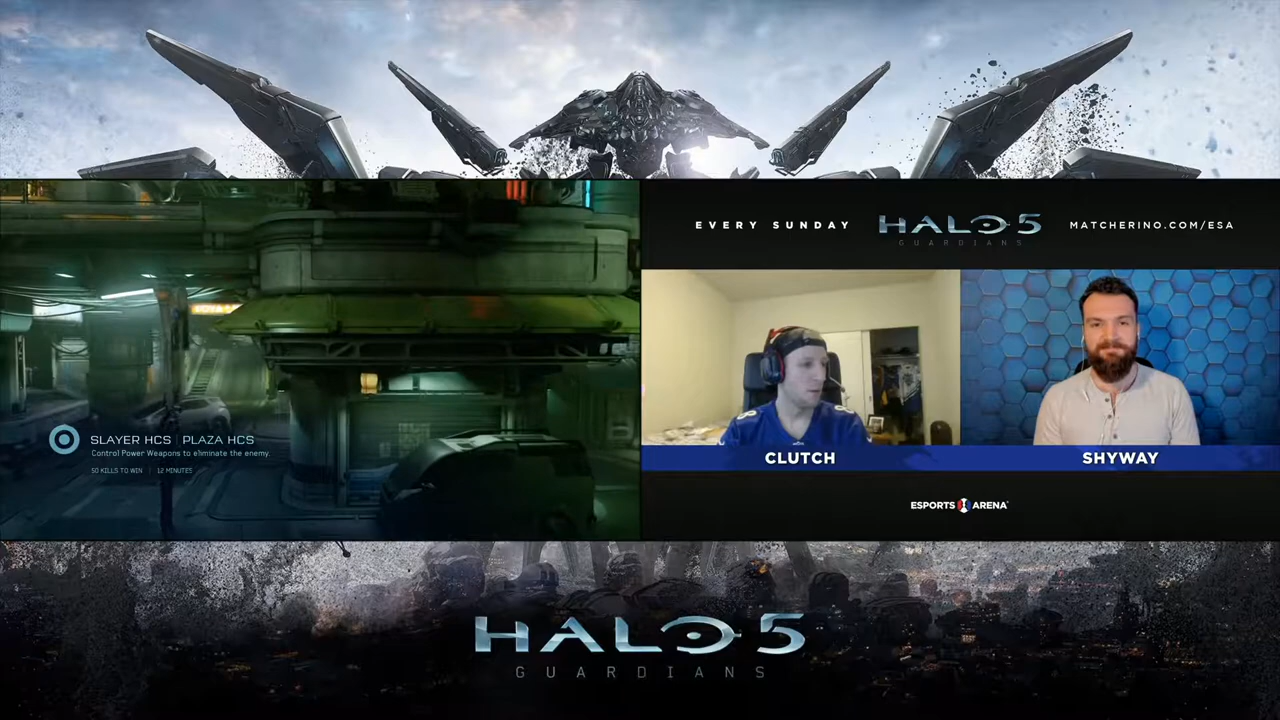 EVERY SUNDAY
HALO 5
GUARDIANS
MATCHERINO.COM/ESA
SLAYER HCS | PLAZA HCS
Control Power Weapons to eliminate the enemy.
50 KILLS TO WIN | 12 MINUTES
CLUTCH
SHYWAY
ESPORTS ARENA
HALO 5
GUARDIANS